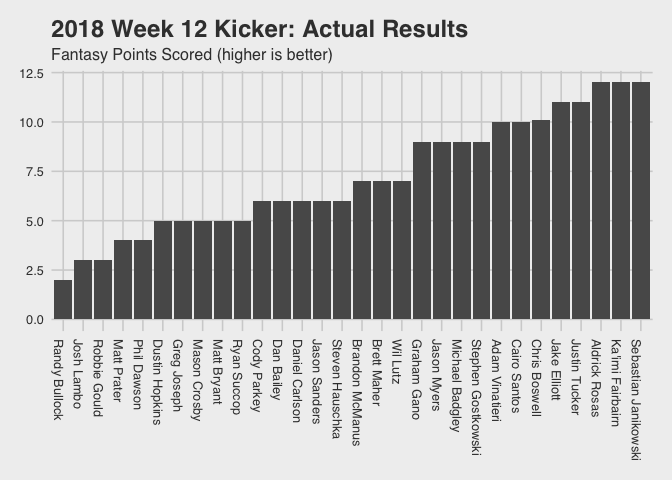 2018 Week 12 Kicker: Actual Results
Fantasy Points Scored (higher is better)
12.5
10.0
7.5
5.0
2.5
0.0
Randy Bullock
Josh Lambo
Robbie Gould
Matt Prater
Phil Dawson
Dustin Hopkins
Greg Joseph
Mason Crosby
Matt Bryant
Ryan Succop
Cody Parkey
Dan Bailey
Daniel Carlson
Jason Sanders
Steven Hauschka
Brandon McManus
Brett Maher
Wil Lutz
Graham Gano
Jason Myers
Michael Badgley
Stephen Gostkowski
Adam Vinatieri
Cairo Santos
Chris Boswell
Jake Elliott
Justin Tucker
Aldrick Rosas
Ka'imi Fairbairn
Sebastian Janikowski